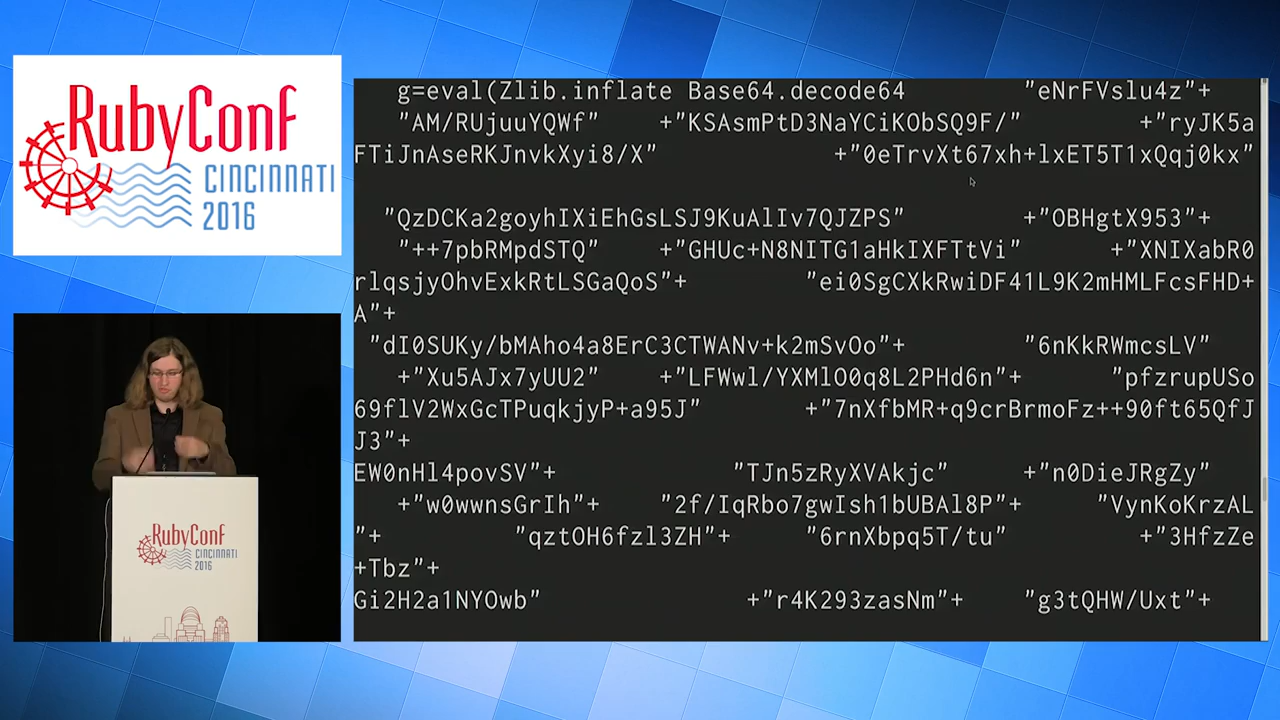 RubyConf
CINCINNATI
2016
g=eval(Zlib.inflate Base64.decode64 "eNrFVslu4z"+
"AM/RUjuuYQWf" +"KSAsmPtD3NaYCiKObSQ9F/" +"ryJK5a
FTiJnAseRKJnvkXyi8/X" +"0eTrvXt67xh+lxET5T1xQqj0kx"
"QzDCKa2goyhIXiEhGsLSJ9KuAlIv7QJZPS" +"OBHgtX953"+
"++7pbRMpdSTQ" +"GHUc+N8NITG1aHkIXFTtVi" +"XNIXabR0
rlqsjyOhvExkRtLSGaQoS"+ "ei0SgCXkRwiDF41L9K2mHMLFcsFHD+
A"+
"dI0SUKy/bMAho4a8ErC3CTWANv+k2mSvOo"+ "6nKkRWmcsLV"
+"Xu5AJx7yUU2" +"LFWwl/YXMlO0q8L2PHd6n"+ "pfzrupUSo
69flV2WxGcTPuqkjyP+a95J" +"7nXfbMR+q9crBrmoFz++90ft65QfJ
J3"+
EW0nHl4povSV"+ "TJn5zRyXVAkjc" +"n0DieJRgZy"
+"w0wwnsGrIh"+ "2f/IqRbo7gwIsh1bUBAl8P"+ "VynKoKrzAL
"+ "qztOH6fzl3ZH"+ "6rnXbpq5T/tu" +"3HfzZe
+Tbz"+
Gi2H2a1NYOwb" +"r4K293zasNm"+ "g3tQHW/Uxt"+
RubyConf
CINCINNATI
2016